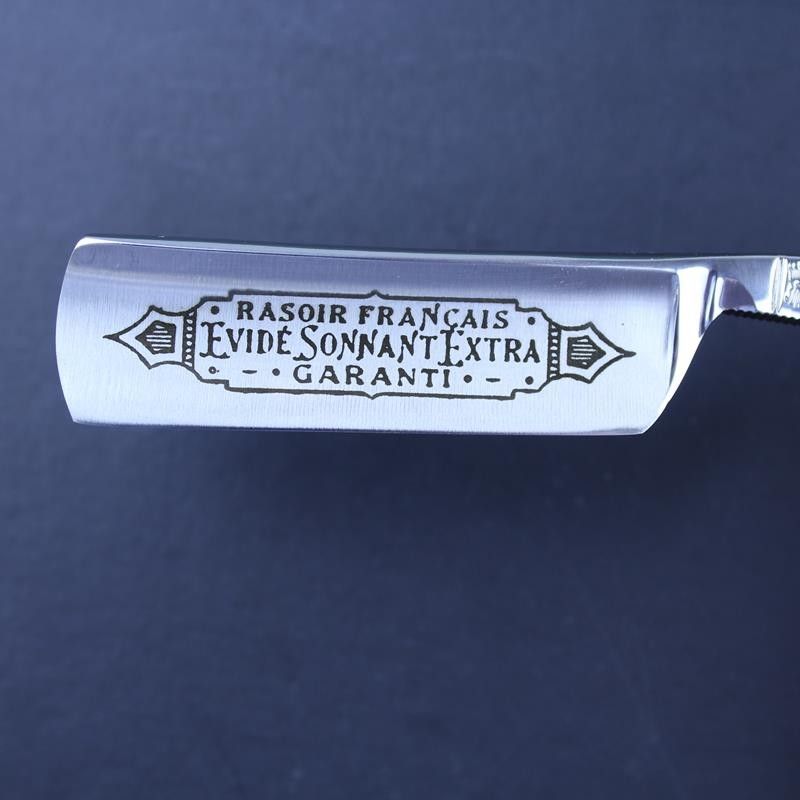 RASOIR FRANÇAIS
EVIDÉ SONNANT EXTRA
GARANTI